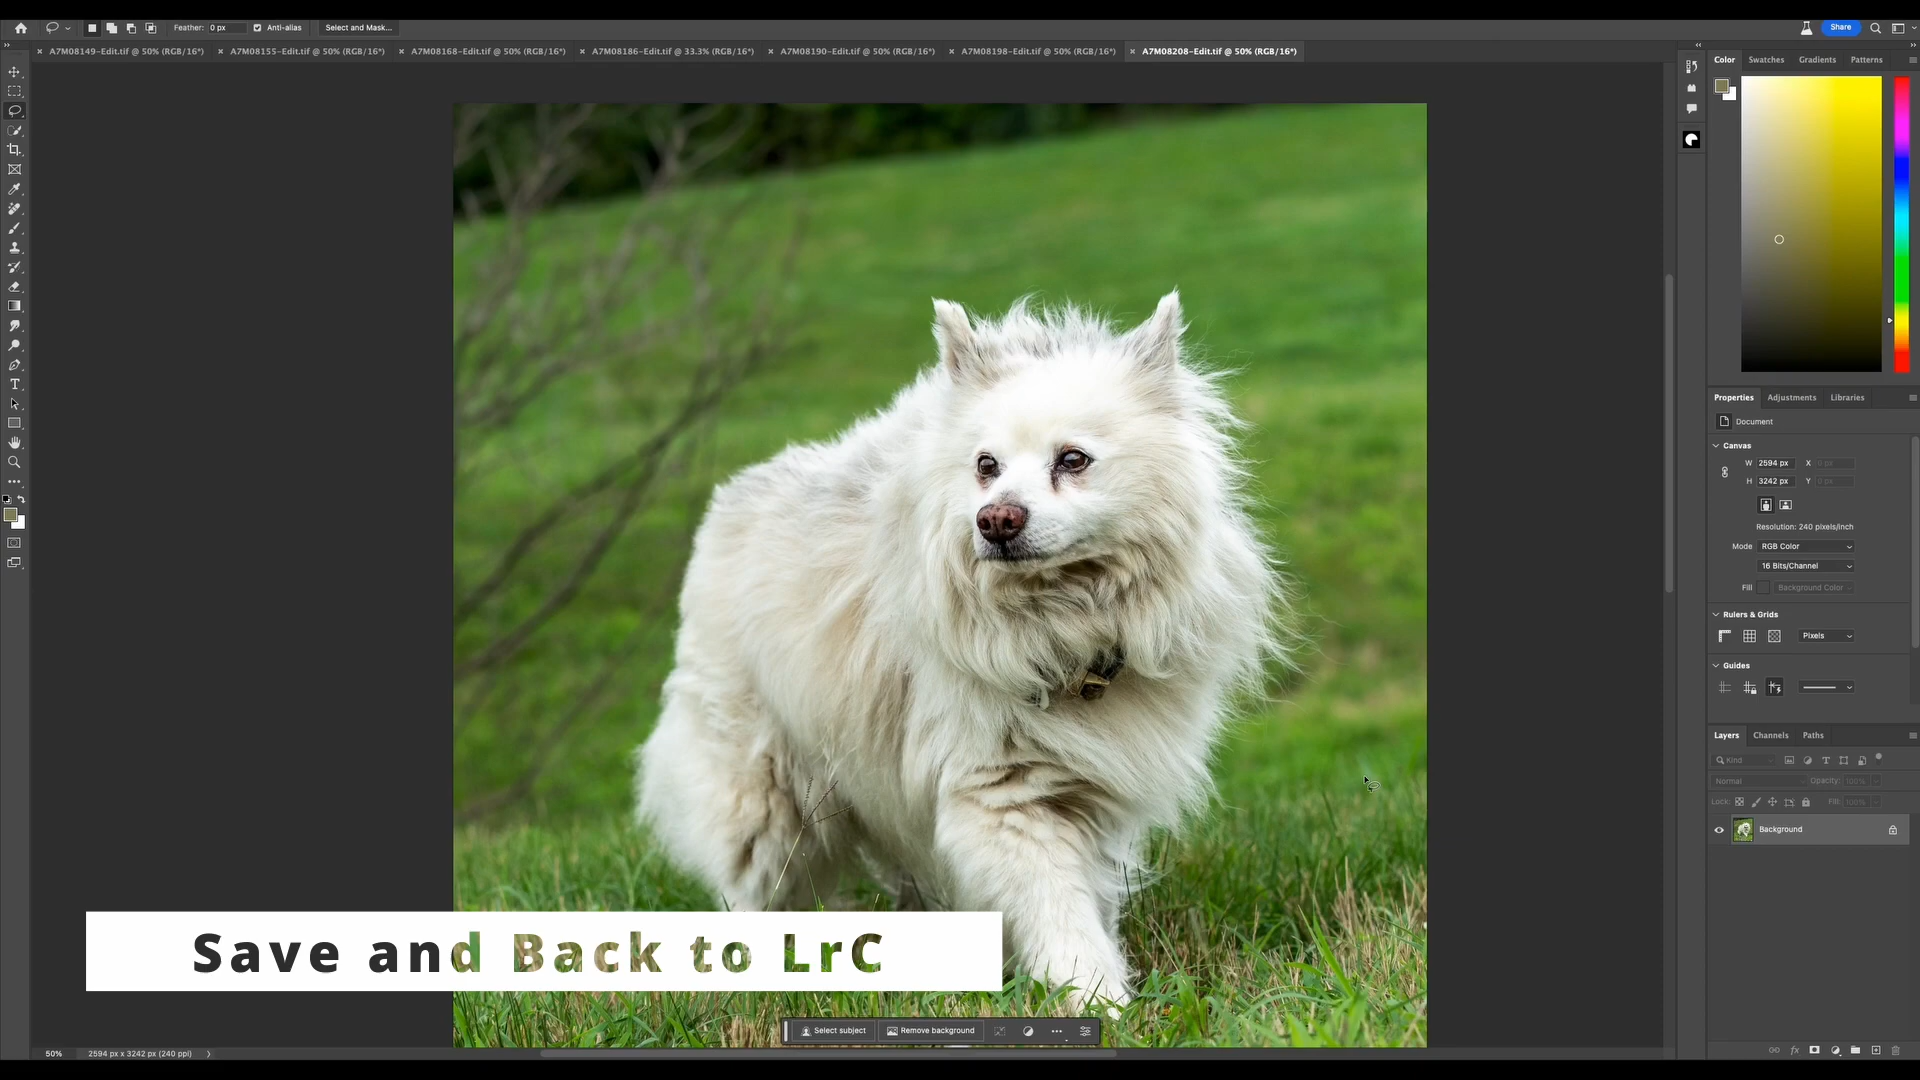 Feather: 0 px Anti-alias Select and Mask... Share
A7M08149-Edit.tif @ 50% (RGB/16*) A7M08155-Edit.tif @ 50% (RGB/16*) A7M08168-Edit.tif @ 50% (RGB/16*) A7M08186-Edit.tif @ 33.3% (RGB/16*) A7M08190-Edit.tif @ 50% (RGB/16*) A7M08198-Edit.tif @ 50% (RGB/16*) A7M08208-Edit.tif @ 50% (RGB/16*)
Color Swatches Gradients Patterns
Properties Adjustments Libraries
Document
Canvas
W 2594 px X 0 px
H 3242 px Y 0 px
Resolution: 240 pixels/inch
Mode RGB Color
16 Bits/Channel
Fill Background Color
Rulers & Grids
Pixels
Guides
Layers Channels Paths
Kind
Normal Opacity: 100%
Lock: Fill: 100%
Background
Save and Back to LrC
Select subject Remove background
50% 2594 px x 3242 px (240 ppi)
fx